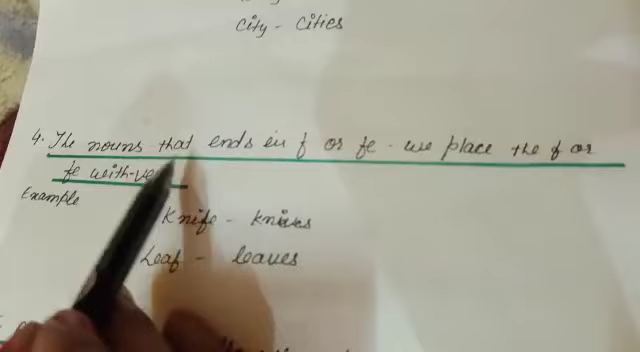 City - Cities
4. The nouns that ends in f or fe. we place the f or
fe with-ve
Example
Knife - knives
Leaf - leaves